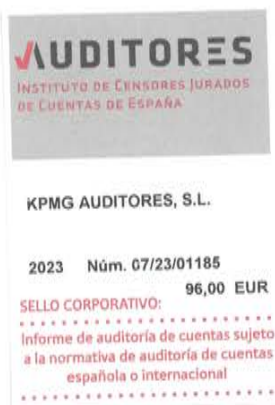 AUDITORES
INSTITUTO DE CENSORES JURADOS
DE CUENTAS DE ESPAÑA
KPMG AUDITORES, S.L.
2023 Núm. 07/23/01185
96,00 EUR
SELLO CORPORATIVO:
Informe de auditoría de cuentas sujeto
a la normativa de auditoría de cuentas
española o internacional